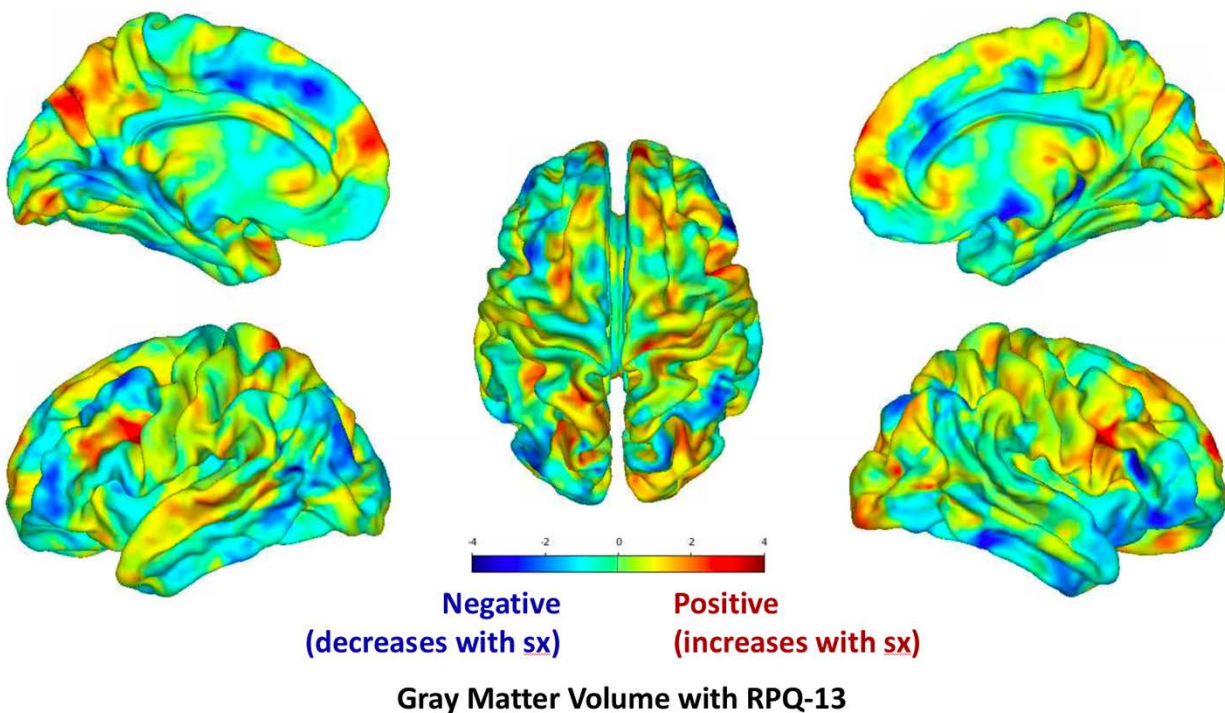 -4 -2 0 2 4
Negative Positive
(decreases with sx) (increases with sx)
Gray Matter Volume with RPQ-13